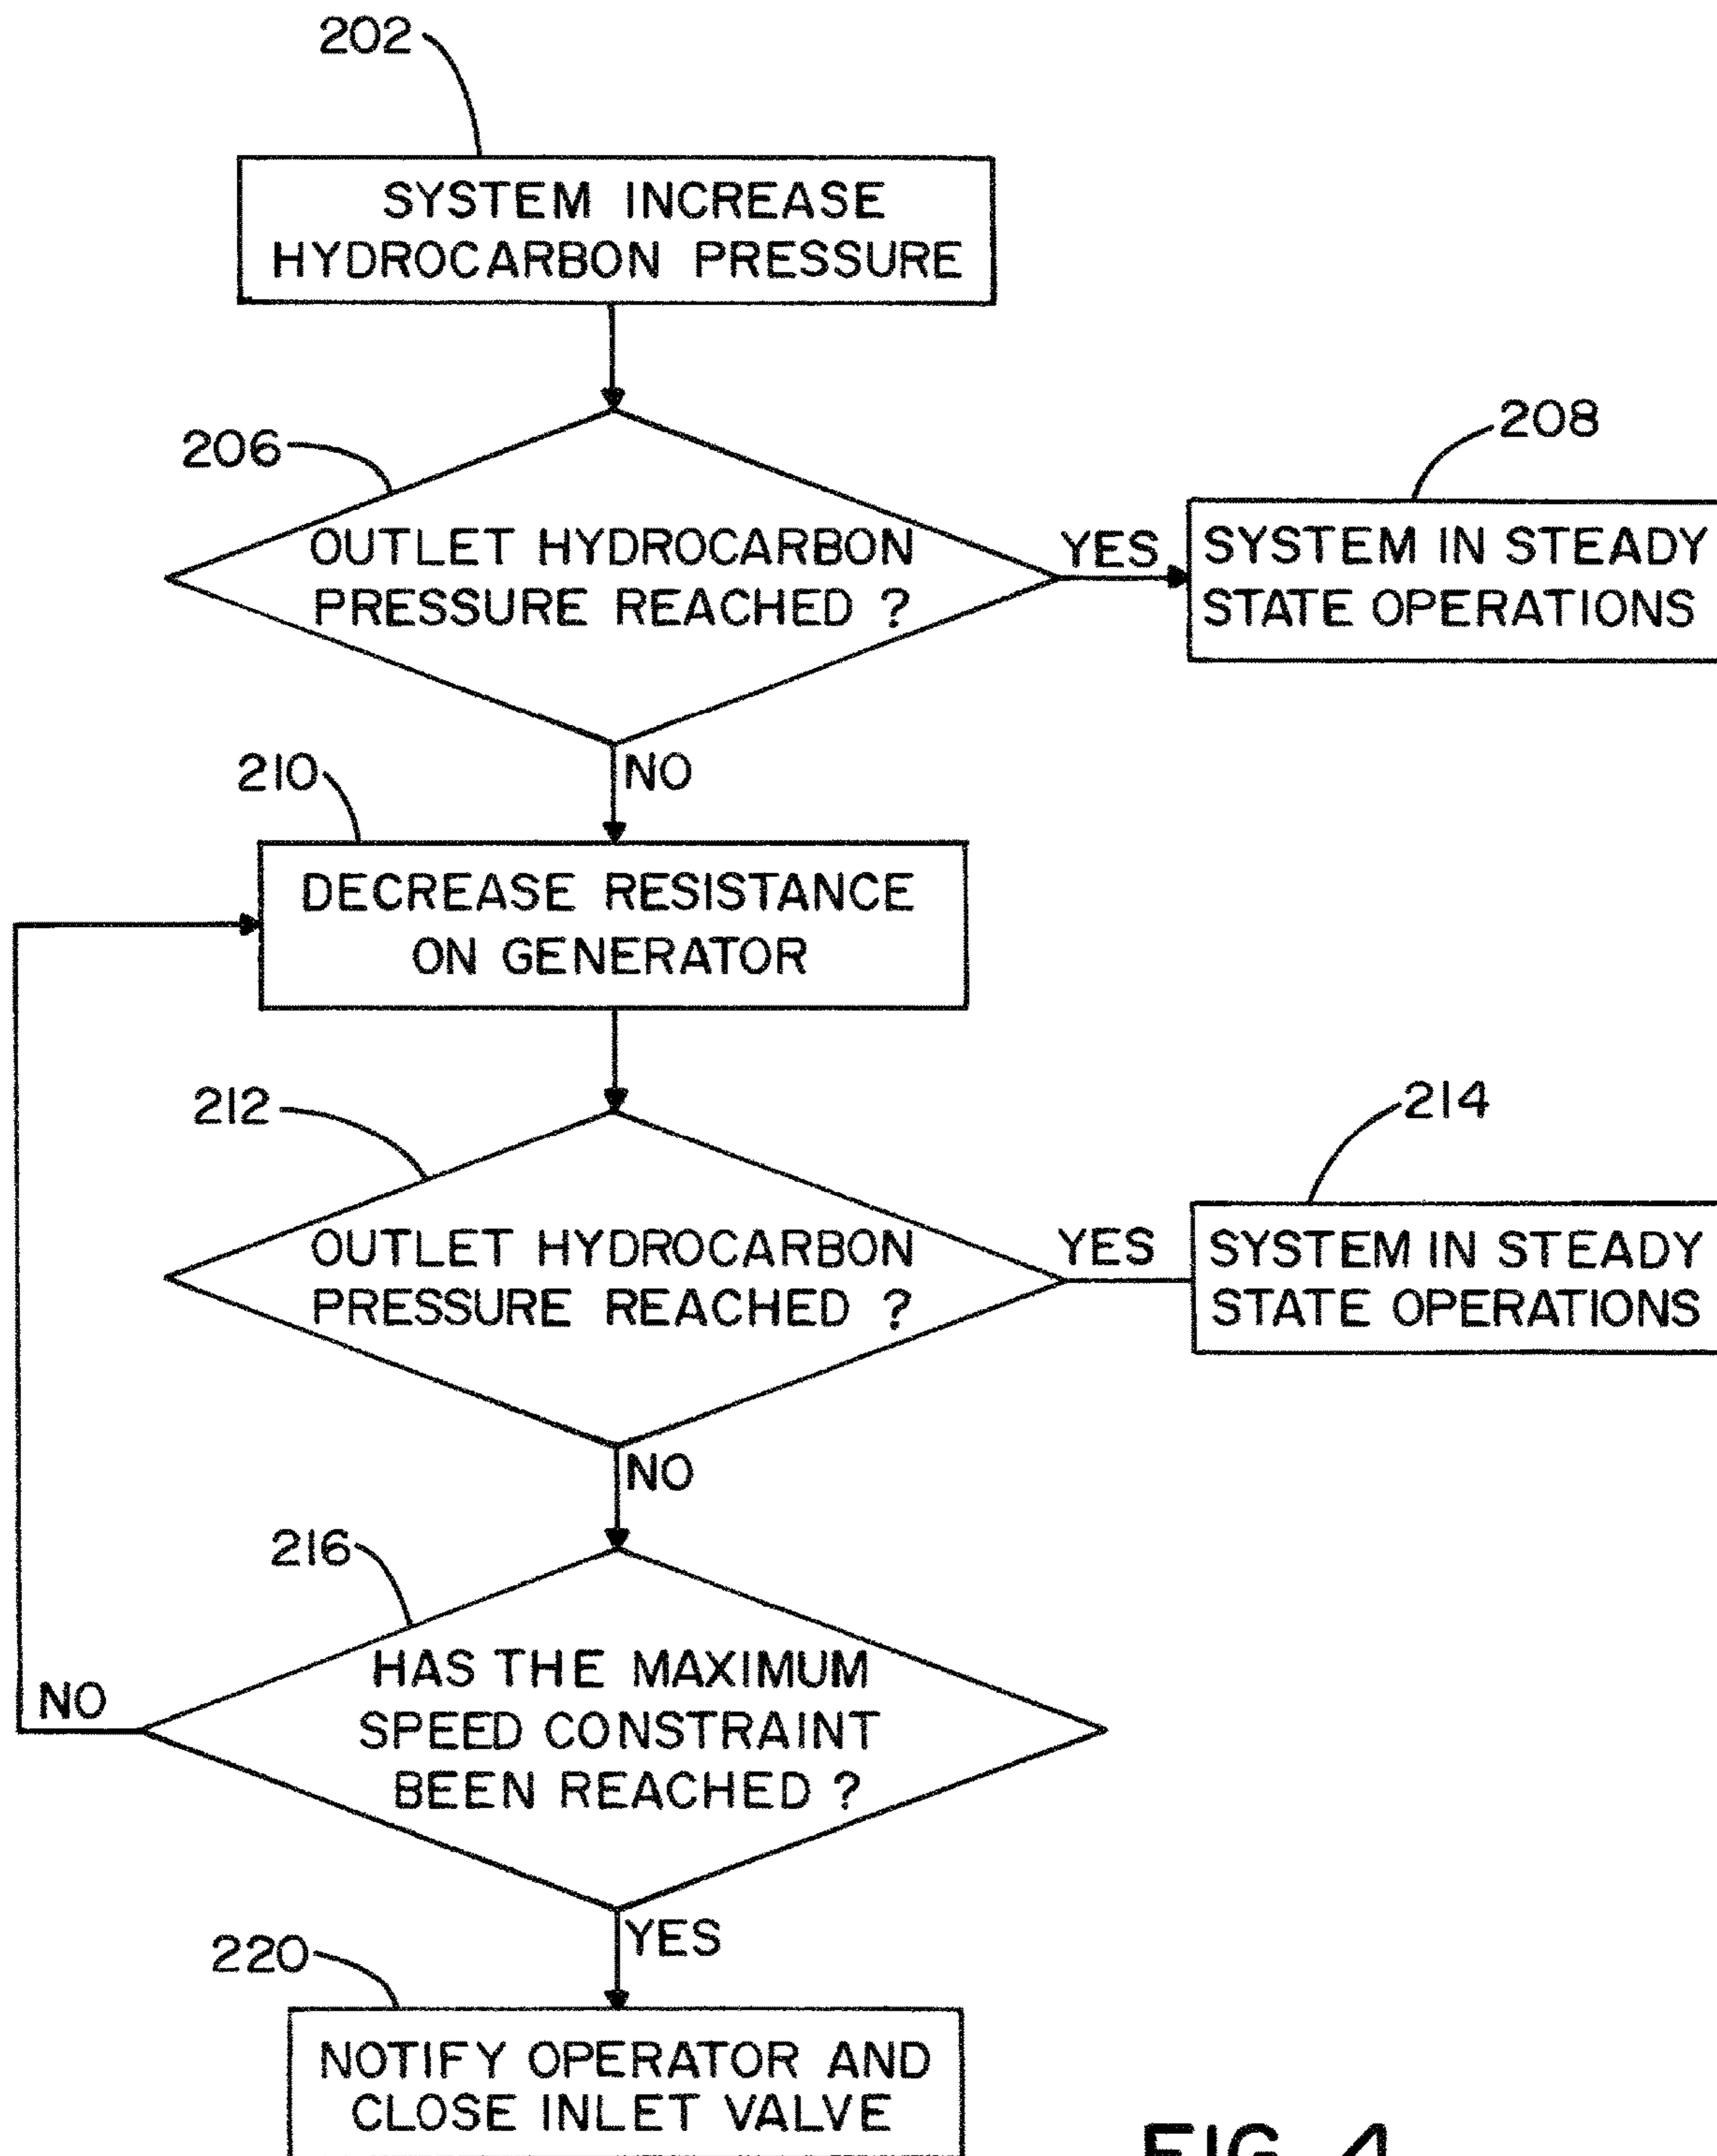 202
SYSTEM INCREASE
HYDROCARBON PRESSURE
206
OUTLET HYDROCARBON
PRESSURE REACHED ?
YES
208
SYSTEM IN STEADY
STATE OPERATIONS
NO
210
DECREASE RESISTANCE
ON GENERATOR
212
OUTLET HYDROCARBON
PRESSURE REACHED ?
YES
214
SYSTEM IN STEADY
STATE OPERATIONS
NO
216
HAS THE MAXIMUM
SPEED CONSTRAINT
BEEN REACHED ?
NO
YES
220
NOTIFY OPERATOR AND
CLOSE INLET VALVE
FIG. 4